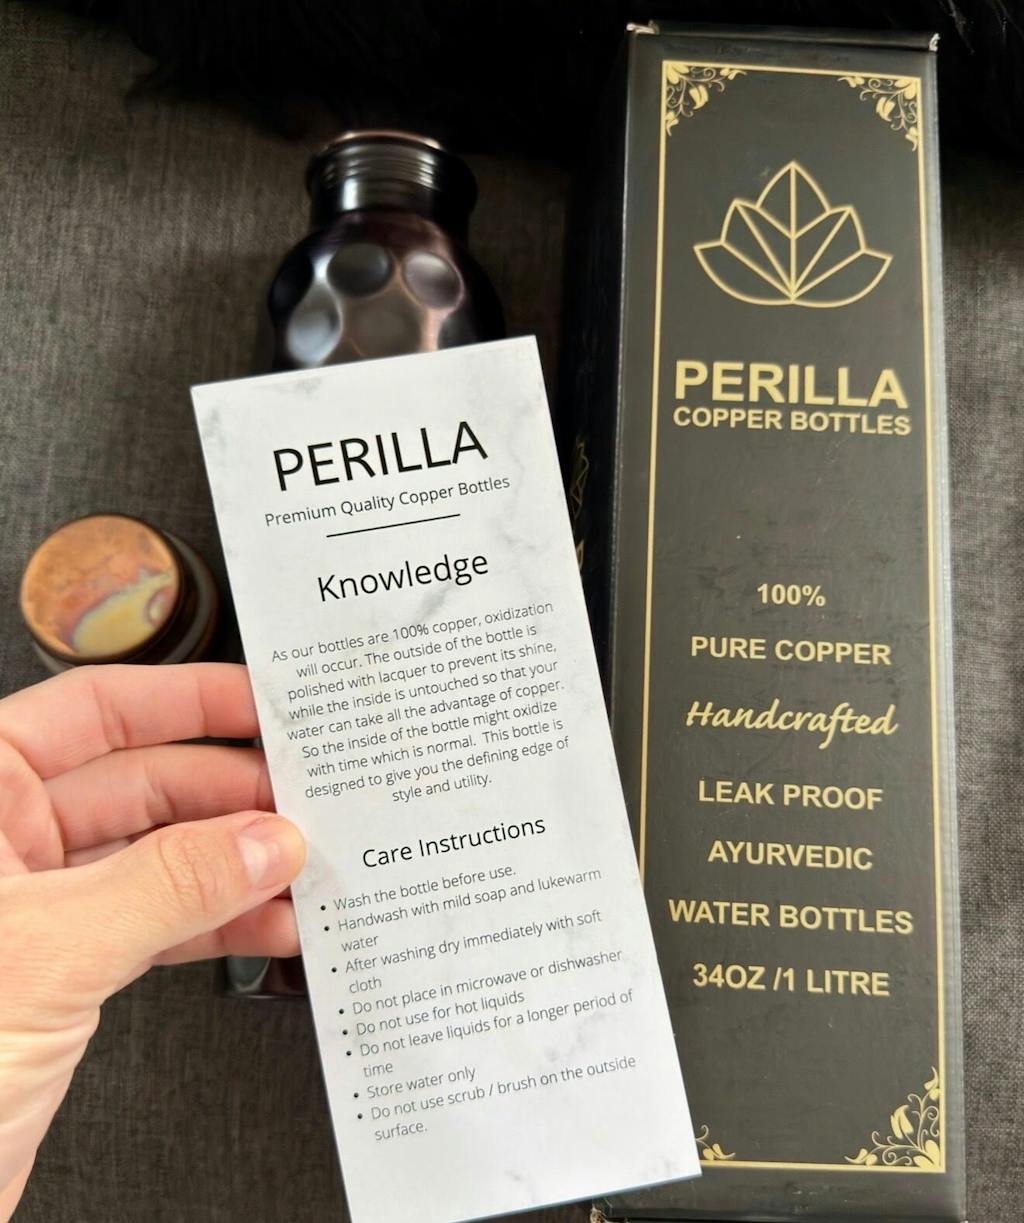 PERILLA
Premium Quality Copper Bottles
Knowledge
As our bottles are 100% copper, oxidization
will occur. The outside of the bottle is
polished with lacquer to prevent its shine,
while the inside is untouched so that your
water can take all the advantage of copper.
So the inside of the bottle might oxidize
with time which is normal. This bottle is
designed to give you the defining edge of
style and utility.
Care Instructions
• Wash the bottle before use.
• Handwash with mild soap and lukewarm
water
• After washing dry immediately with soft
cloth
• Do not place in microwave or dishwasher
• Do not use for hot liquids
• Do not leave liquids for a longer period of
time
• Store water only
• Do not use scrub / brush on the outside
surface.
PERILLA
COPPER BOTTLES
100%
PURE COPPER
Handcrafted
LEAK PROOF
AYURVEDIC
WATER BOTTLES
34OZ /1 LITRE